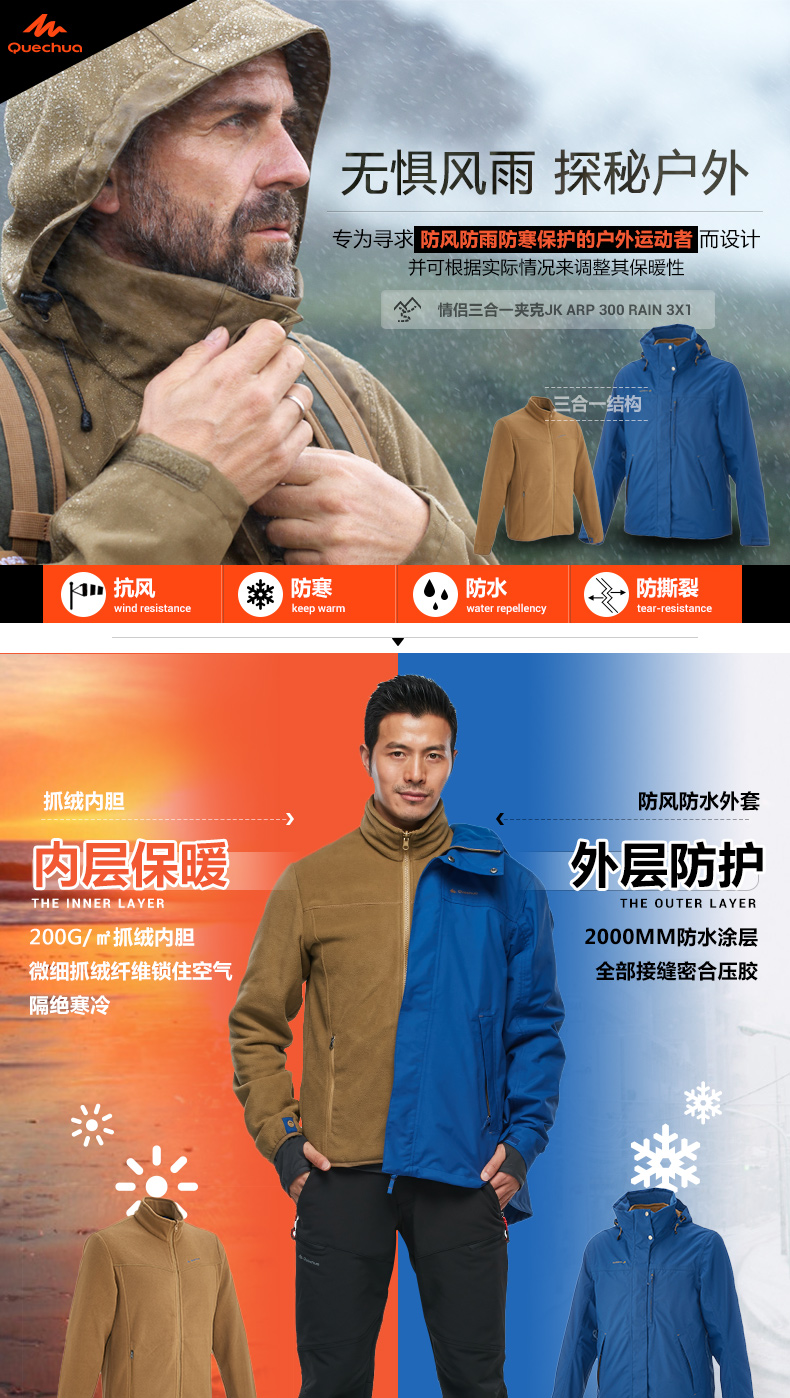 Quechua
无惧风雨 探秘户外
专为寻求 防风防雨防寒保护的户外运动者 而设计
并可根据实际情况来调整其保暖性
情侣三合一夹克JK ARP 300 RAIN 3X1
三合一结构
抗风
wind resistance
防寒
keep warm
防水
water repellency
防撕裂
tear-resistance
抓绒内胆
内层保暖
THE INNER LAYER
200G/㎡抓绒内胆
微细抓绒纤维锁住空气
隔绝寒冷
防风防水外套
外层防护
THE OUTER LAYER
2000MM防水涂层
全部接缝密合压胶